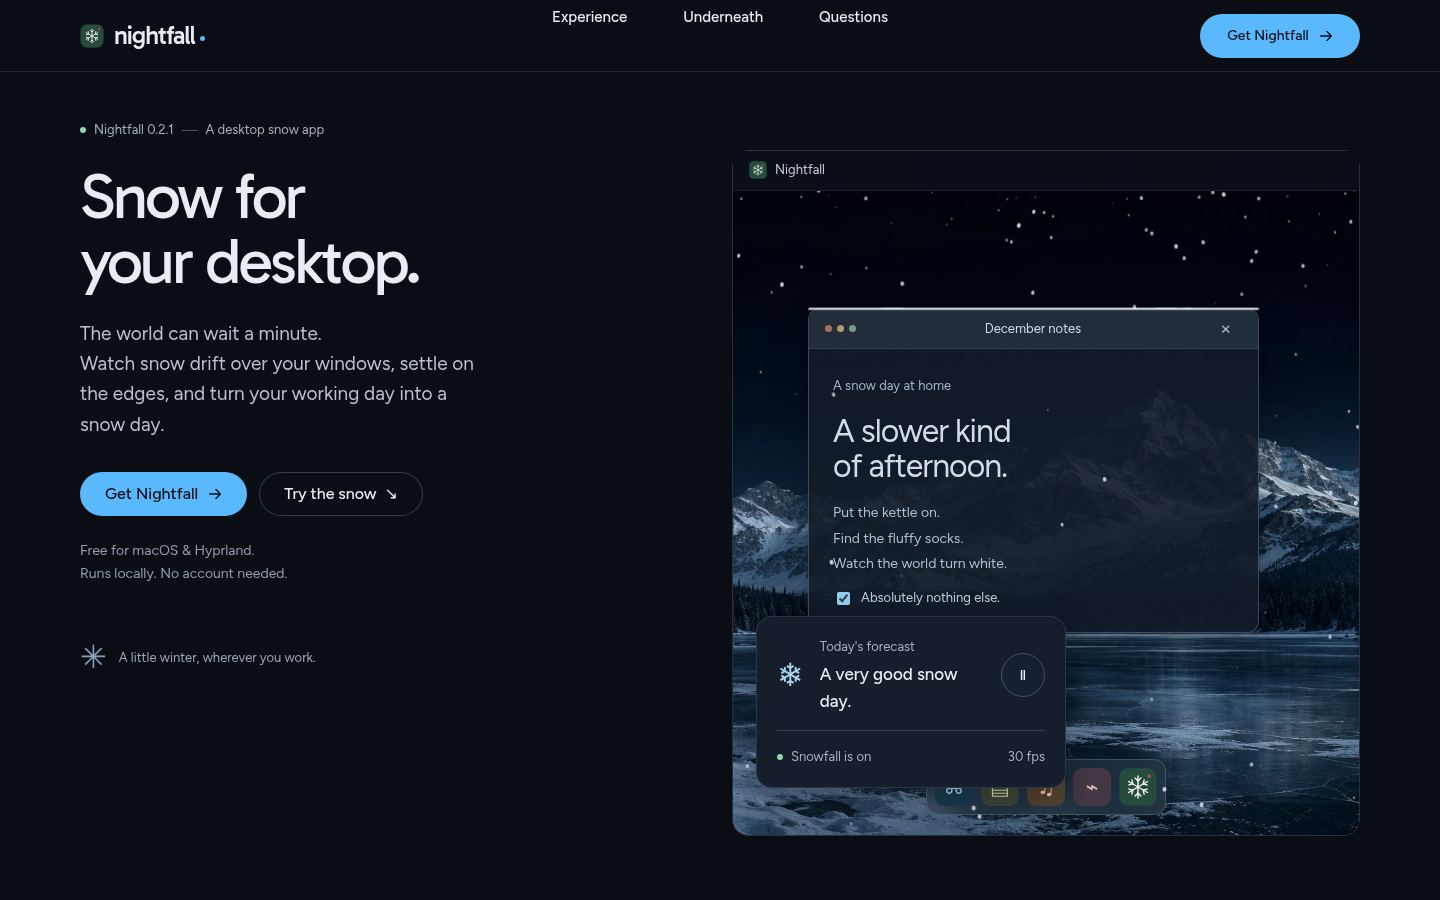 nightfall
Experience
Underneath
Questions
Get Nightfall →
Nightfall 0.2.1 — A desktop snow app
Snow for
your desktop.
The world can wait a minute.
Watch snow drift over your windows, settle on
the edges, and turn your working day into a
snow day.
Get Nightfall →
Try the snow ↘
Free for macOS & Hyprland.
Runs locally. No account needed.
A little winter, wherever you work.
Nightfall
December notes
A snow day at home
A slower kind
of afternoon.
Put the kettle on.
Find the fluffy socks.
Watch the world turn white.
Absolutely nothing else.
Today's forecast
A very good snow
day.
Snowfall is on
30 fps